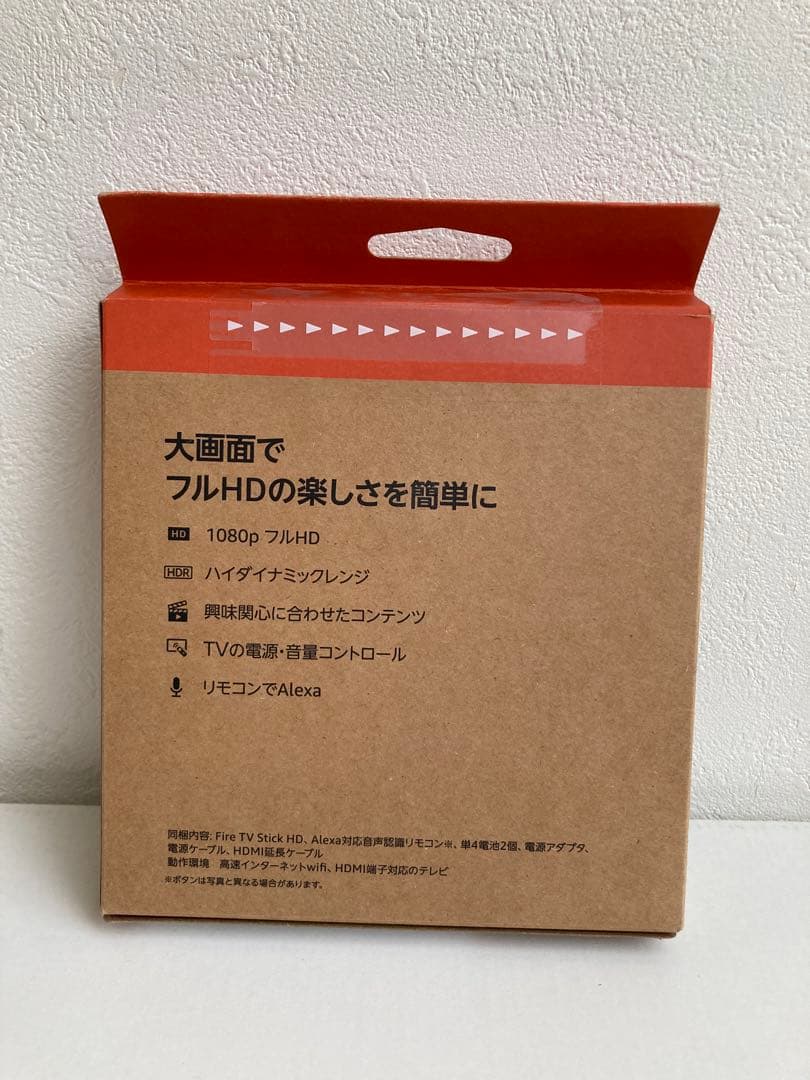 大画面で
フルHDの楽しさを簡単に
HD 1080p フルHD
HDR ハイダイナミックレンジ
興味関心に合わせたコンテンツ
TVの電源・音量コントロール
リモコンでAlexa
同梱内容: Fire TV Stick HD、Alexa対応音声認識リモコン※、単4電池2個、電源アダプタ、
電源ケーブル、HDMI延長ケーブル
動作環境 高速インターネットwifi、HDMI端子対応のテレビ
※ボタンは写真と異なる場合があります。